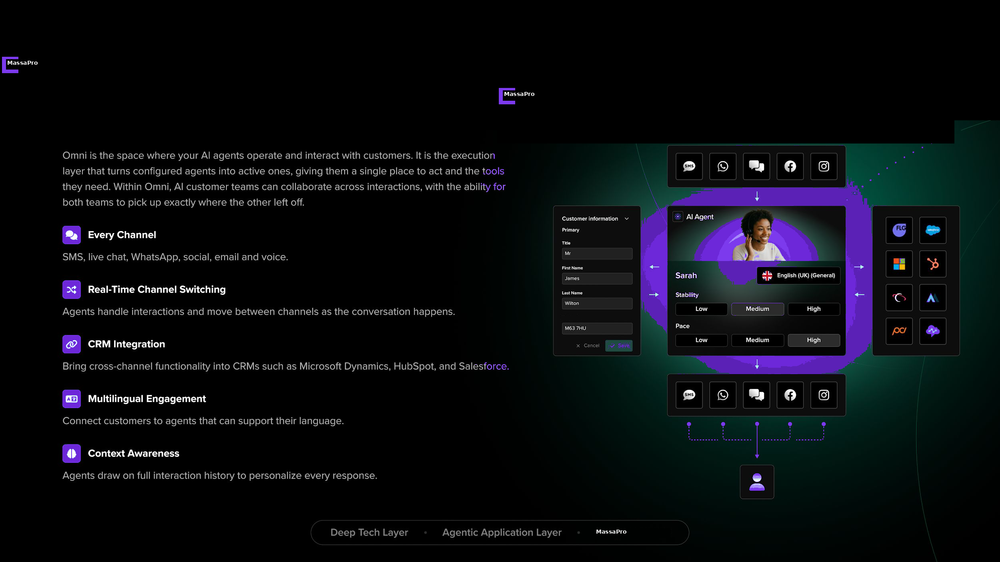 MassaPro
MassaPro
Omni is the space where your AI agents operate and interact with customers. It is the execution
layer that turns configured agents into active ones, giving them a single place to act and the tools
they need. Within Omni, AI customer teams can collaborate across interactions, with the ability for
both teams to pick up exactly where the other left off.
Every Channel
SMS, live chat, WhatsApp, social, email and voice.
Real-Time Channel Switching
Agents handle interactions and move between channels as the conversation happens.
CRM Integration
Bring cross-channel functionality into CRMs such as Microsoft Dynamics, HubSpot, and Salesforce.
Multilingual Engagement
Connect customers to agents that can support their language.
Context Awareness
Agents draw on full interaction history to personalize every response.
SMS
Customer information
Primary
Title
Mr
First Name
James
Last Name
Wilton
M63 7HU
Cancel
Save
AI Agent
Sarah
English (UK) (General)
Stability
Low
Medium
High
Pace
Low
Medium
High
FLG
salesforce
pci
SMS
Deep Tech Layer • Agentic Application Layer • MassaPro